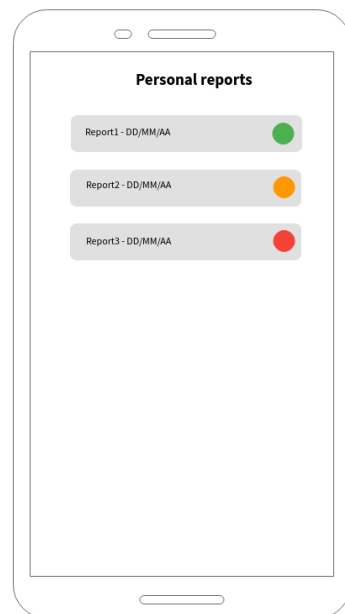 Personal reports
Report1 - DD/MM/AA
Report2 - DD/MM/AA
Report3 - DD/MM/AA